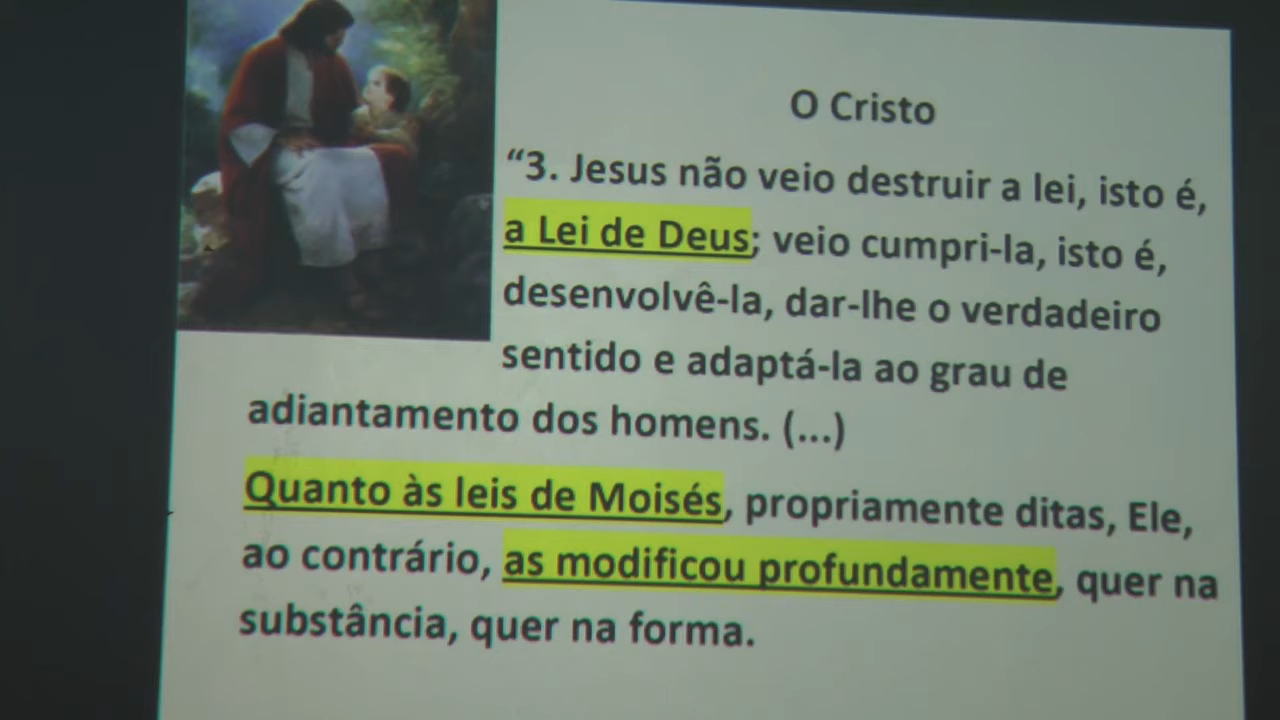 O Cristo
“3. Jesus não veio destruir a lei, isto é,
a Lei de Deus; veio cumpri-la, isto é,
desenvolvê-la, dar-lhe o verdadeiro
sentido e adaptá-la ao grau de
adiantamento dos homens. (...)
Quanto às leis de Moisés, propriamente ditas, Ele,
ao contrário, as modificou profundamente, quer na
substância, quer na forma.